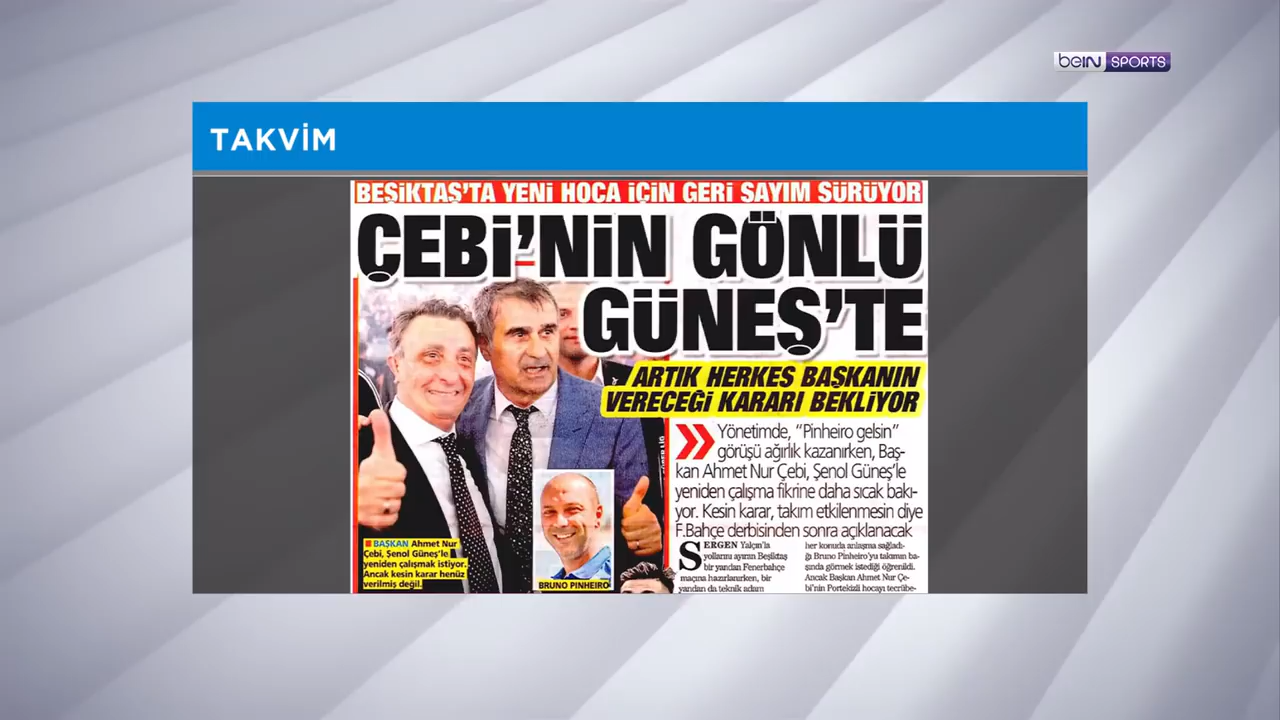 beIN SPORTS
TAKVİM
BEŞİKTAŞ'TA YENİ HOCA İÇİN GERİ SAYIM SÜRÜYOR
ÇEBİ'NİN GÖNLÜ
GÜNEŞ'TE
ARTIK HERKES BAŞKANIN
VERECEĞİ KARARI BEKLİYOR
Yönetimde, "Pinheiro gelsin"
görüşü ağırlık kazanırken, Baş-
kan Ahmet Nur Çebi, Şenol Güneş'le
yeniden çalışma fikrine daha sıcak bakı-
yor. Kesin karar, takım etkilenmesin diye
F.Bahçe derbisinden sonra açıklanacak
BAŞKAN Ahmet Nur
Çebi, Şenol Güneş'le
yeniden çalışmak istiyor.
Ancak kesin karar henüz
verilmiş değil.
BRUNO PINHEIRO
SERGEN Yalçın'la
yollarını ayıran Beşiktaş
bir yandan Fenerbahçe
maçına hazırlanırken, bir
yandan da teknik adam
her konuda anlaşma sağladı-
ğı Bruno Pinheiro'yu takımın ba-
şında görmek istediği öğrenildi.
Ancak Başkan Ahmet Nur Çe-
bi'nin Portekizli hocayı tecrübe-